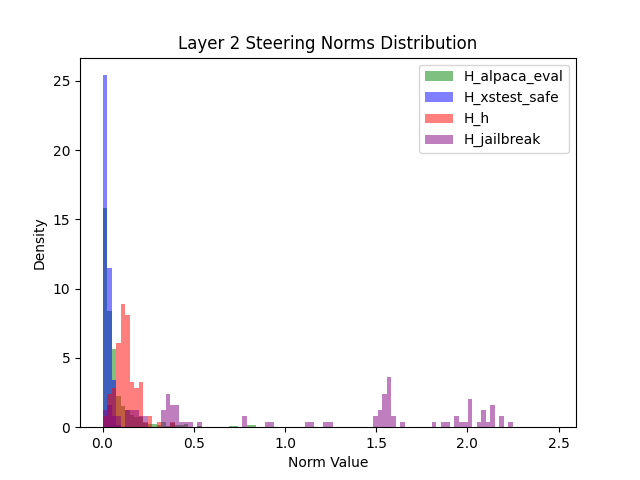 Layer 2 Steering Norms Distribution
H_alpaca_eval
H_xstest_safe
H_h
H_jailbreak
Density
25
20
15
10
5
0
0.0 0.5 1.0 1.5 2.0 2.5
Norm Value